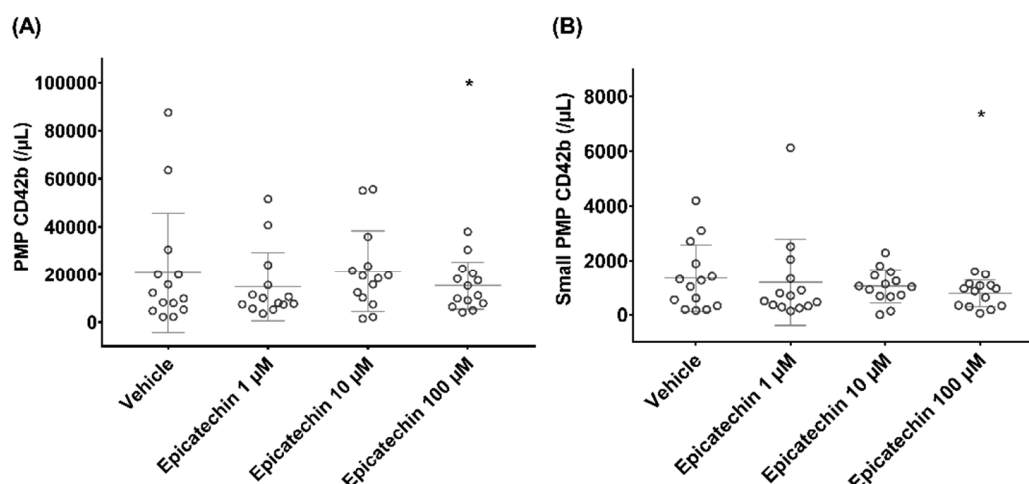 (A)
PMP CD42b (/µL)
100000
80000
60000
40000
20000
0
*
Vehicle
Epicatechin 1 µM
Epicatechin 10 µM
Epicatechin 100 µM
(B)
Small PMP CD42b (/µL)
8000
6000
4000
2000
0
*
Vehicle
Epicatechin 1 µM
Epicatechin 10 µM
Epicatechin 100 µM